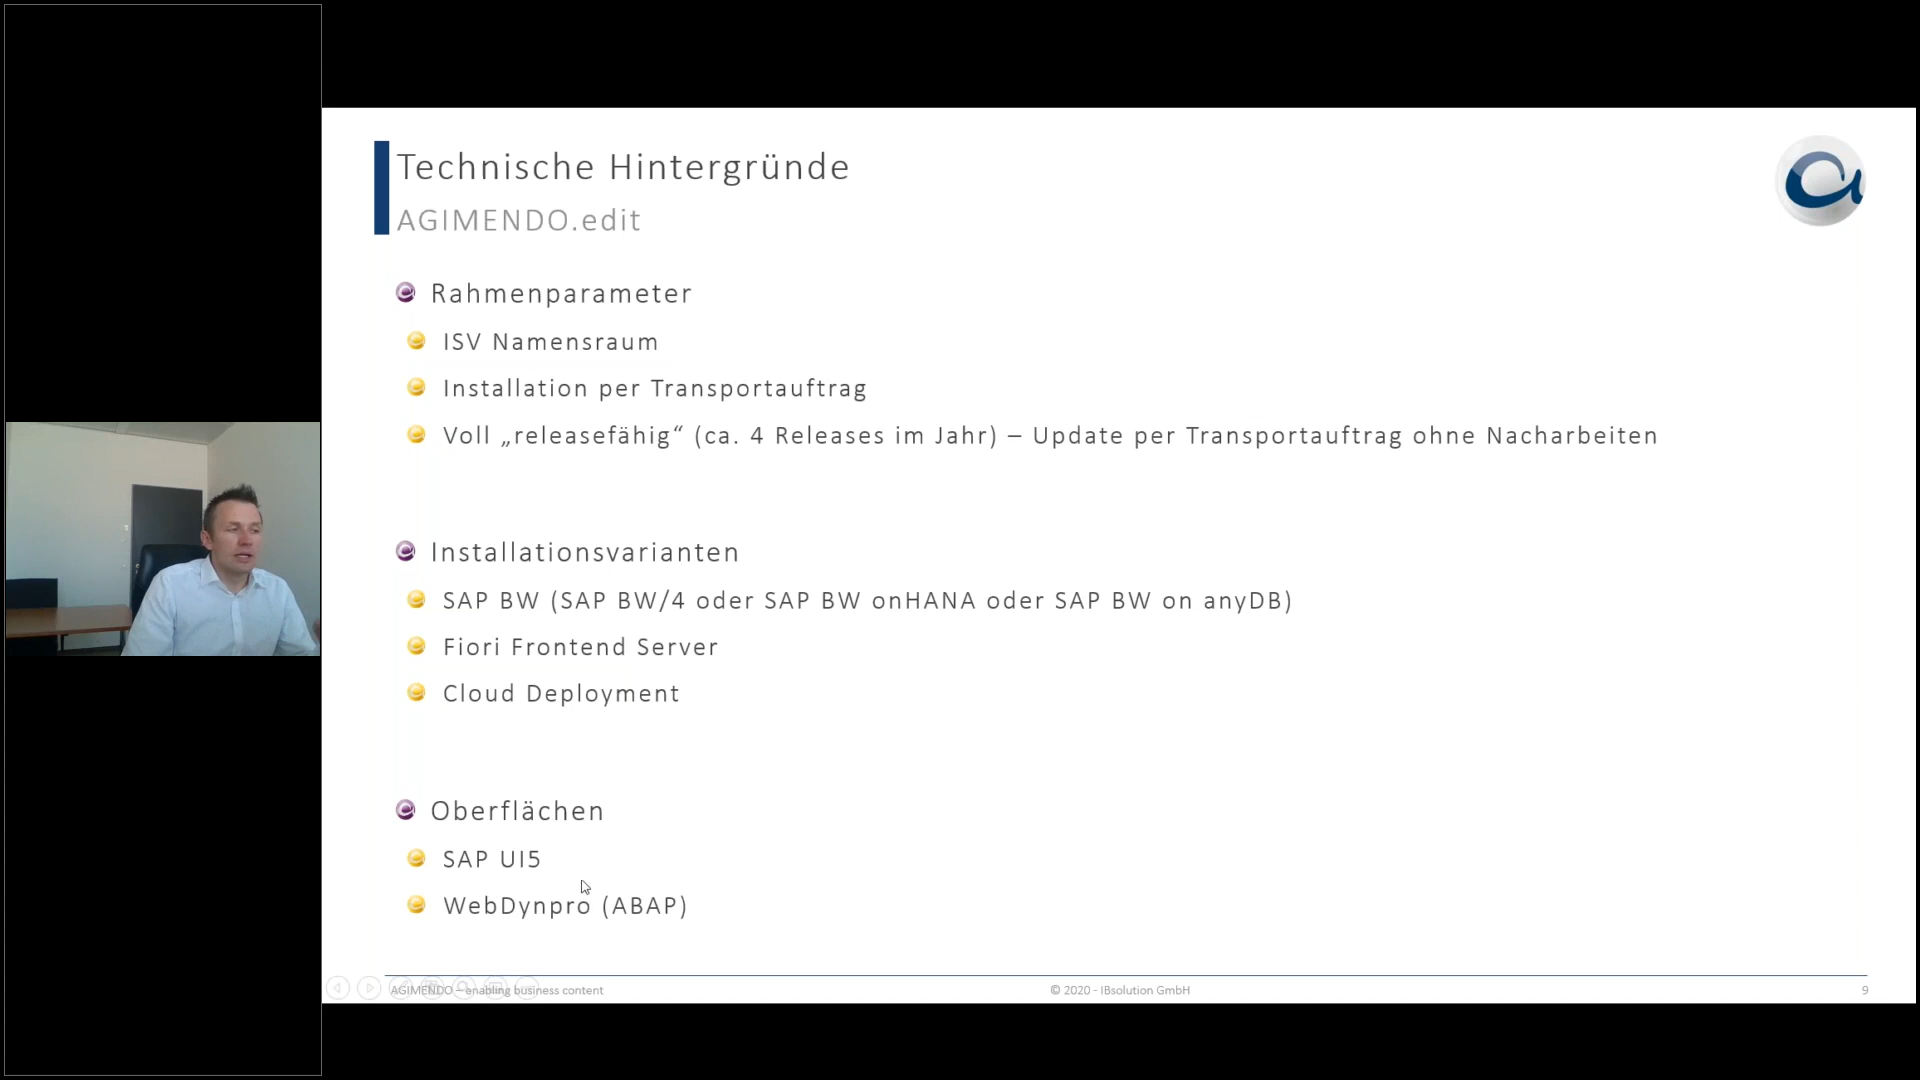 Technische Hintergründe
AGIMENDO.edit
Rahmenparameter
ISV Namensraum
Installation per Transportauftrag
Voll „releasefähig“ (ca. 4 Releases im Jahr) – Update per Transportauftrag ohne Nacharbeiten
Installationsvarianten
SAP BW (SAP BW/4 oder SAP BW onHANA oder SAP BW on anyDB)
Fiori Frontend Server
Cloud Deployment
Oberflächen
SAP UI5
WebDynpro (ABAP)
AGIMENDO – enabling business content
© 2020 - IBsolution GmbH
9